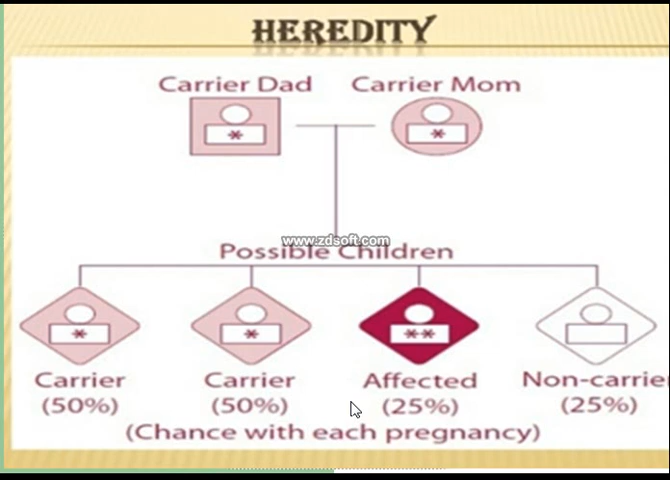 HEREDITY
Carrier Dad Carrier Mom
*
*
www.zdsoft.com
Possible Children
*
*
**
Carrier Carrier Affected Non-carrie
(50%) (50%) (25%) (25%)
(Chance with each pregnancy)